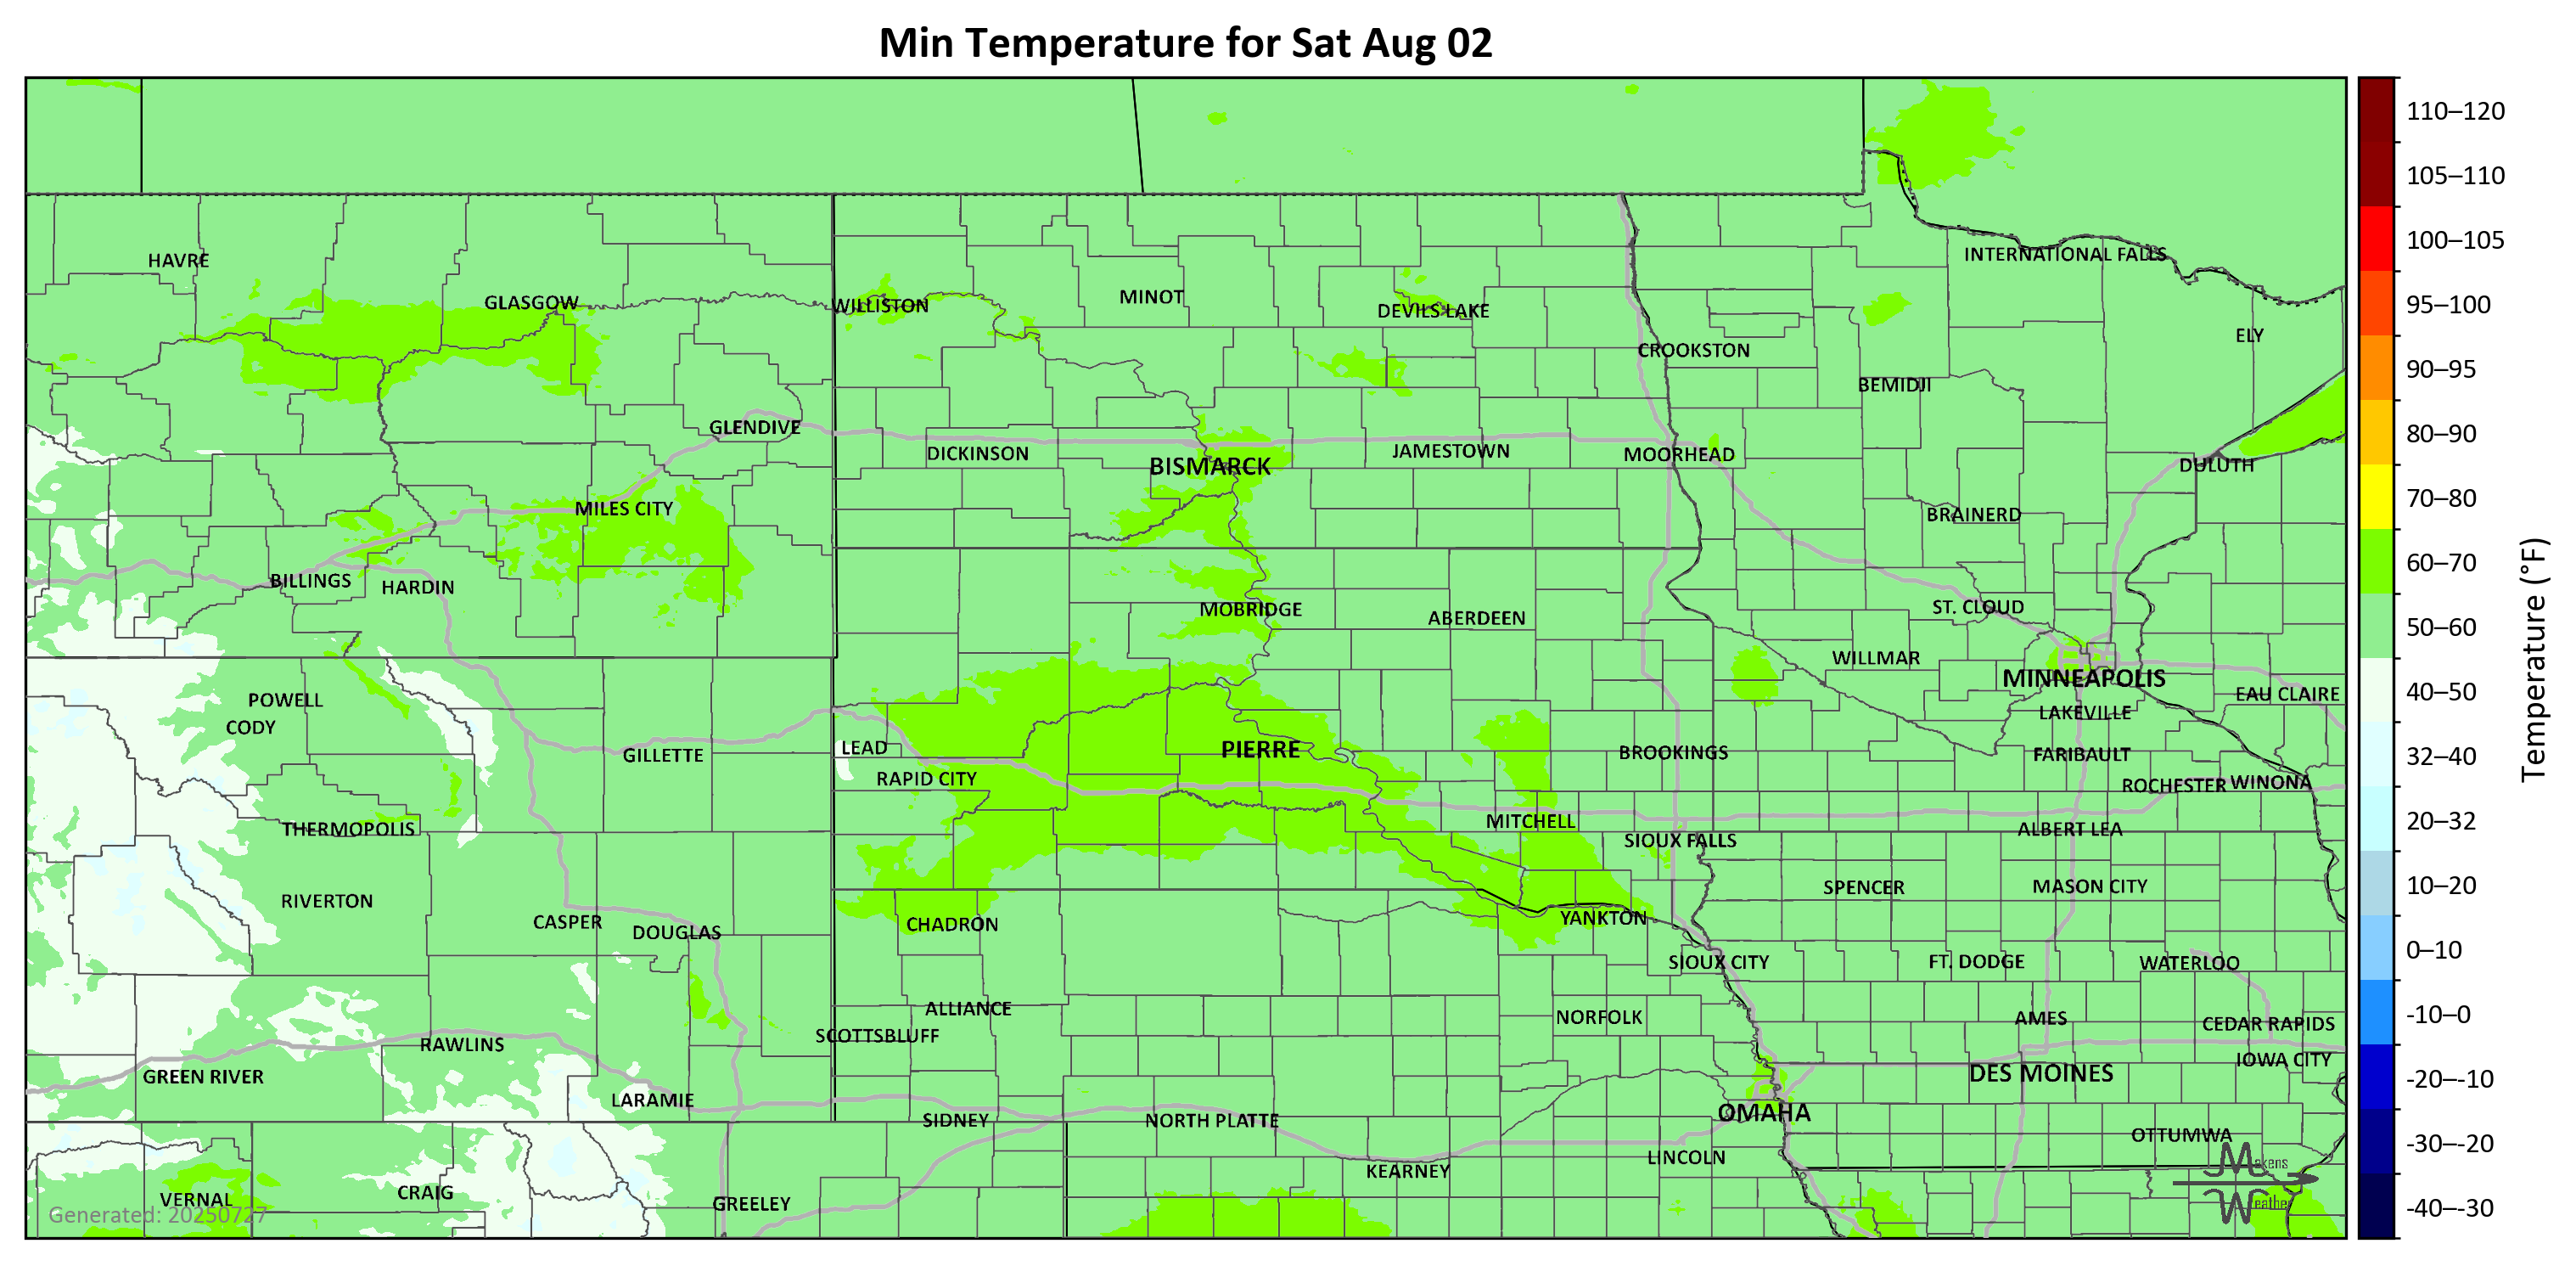 Min Temperature for Sat Aug 02
110–120
105–110
100–105
95–100
90–95
80–90
70–80
60–70
50–60
40–50
32–40
20–32
10–20
0–10
-10–0
-20–-10
-30–-20
-40–-30
Temperature (°F)
HAVRE
INTERNATIONAL FALLS
GLASGOW
WILLISTON
MINOT
DEVILS LAKE
ELY
CROOKSTON
BEMIDJI
GLENDIVE
DICKINSON
BISMARCK
JAMESTOWN
MOORHEAD
DULUTH
MILES CITY
BRAINERD
BILLINGS
HARDIN
MOBRIDGE
ABERDEEN
ST. CLOUD
WILLMAR
MINNEAPOLIS
POWELL
EAU CLAIRE
CODY
LAKEVILLE
GILLETTE
LEAD
PIERRE
BROOKINGS
FARIBAULT
RAPID CITY
ROCHESTER
WINONA
THERMOPOLIS
MITCHELL
ALBERT LEA
SIOUX FALLS
RIVERTON
SPENCER
MASON CITY
CASPER
DOUGLAS
CHADRON
YANKTON
SIOUX CITY
FT. DODGE
WATERLOO
ALLIANCE
NORFOLK
AMES
CEDAR RAPIDS
SCOTTSBLUFF
RAWLINS
IOWA CITY
GREEN RIVER
DES MOINES
LARAMIE
SIDNEY
NORTH PLATTE
OMAHA
OTTUMWA
LINCOLN
KEARNEY
VERNAL
CRAIG
GREELEY
Makens
Weather
Generated: 20250727